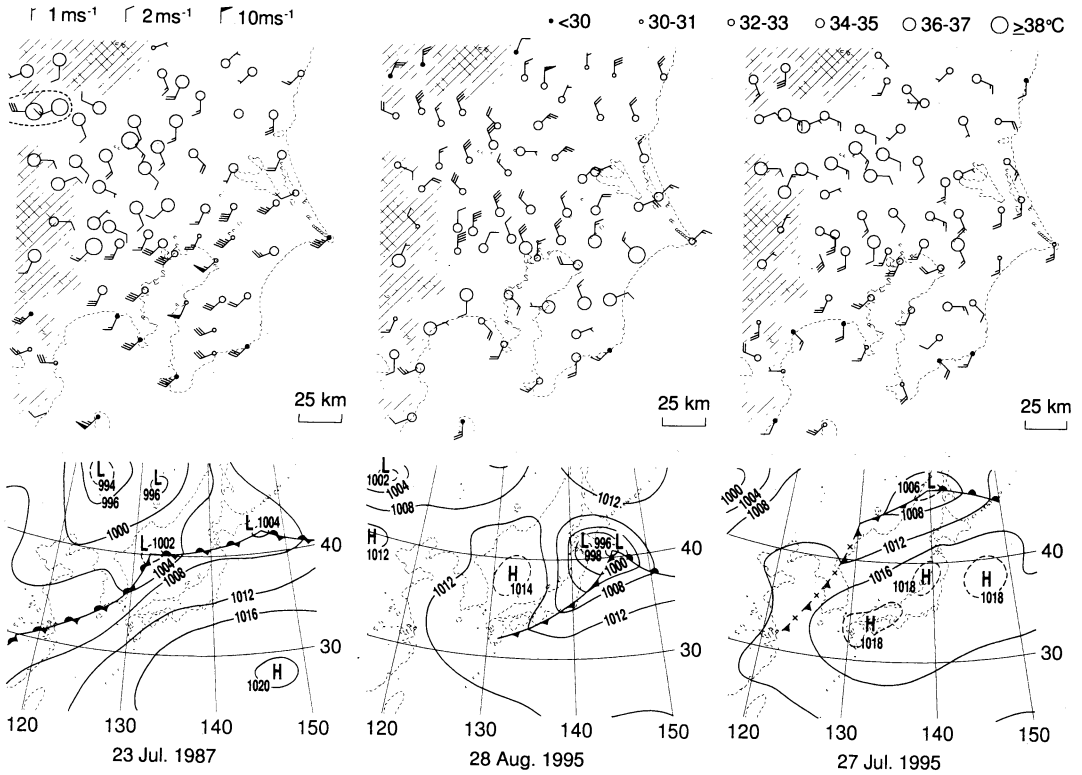 1 ms⁻¹ 2 ms⁻¹ 10 ms⁻¹ <30 30-31 32-33 34-35 36-37 ≥38°C
25 km 25 km 25 km
L 994 996 L 996 1000 L 1002 L 1004 1004 1008 1012 1016 H 1020 40 30
120 130 140 150
23 Jul. 1987
L 1002 1004 1008 H 1012 1012 1012 H 1014 L 996 L 998 1000 1008 1012 40 30
120 130 140 150
28 Aug. 1995
1000 1004 1008 L 1006 1008 1012 1016 H 1018 H 1018 H 1018 40 30
120 130 140 150
27 Jul. 1995